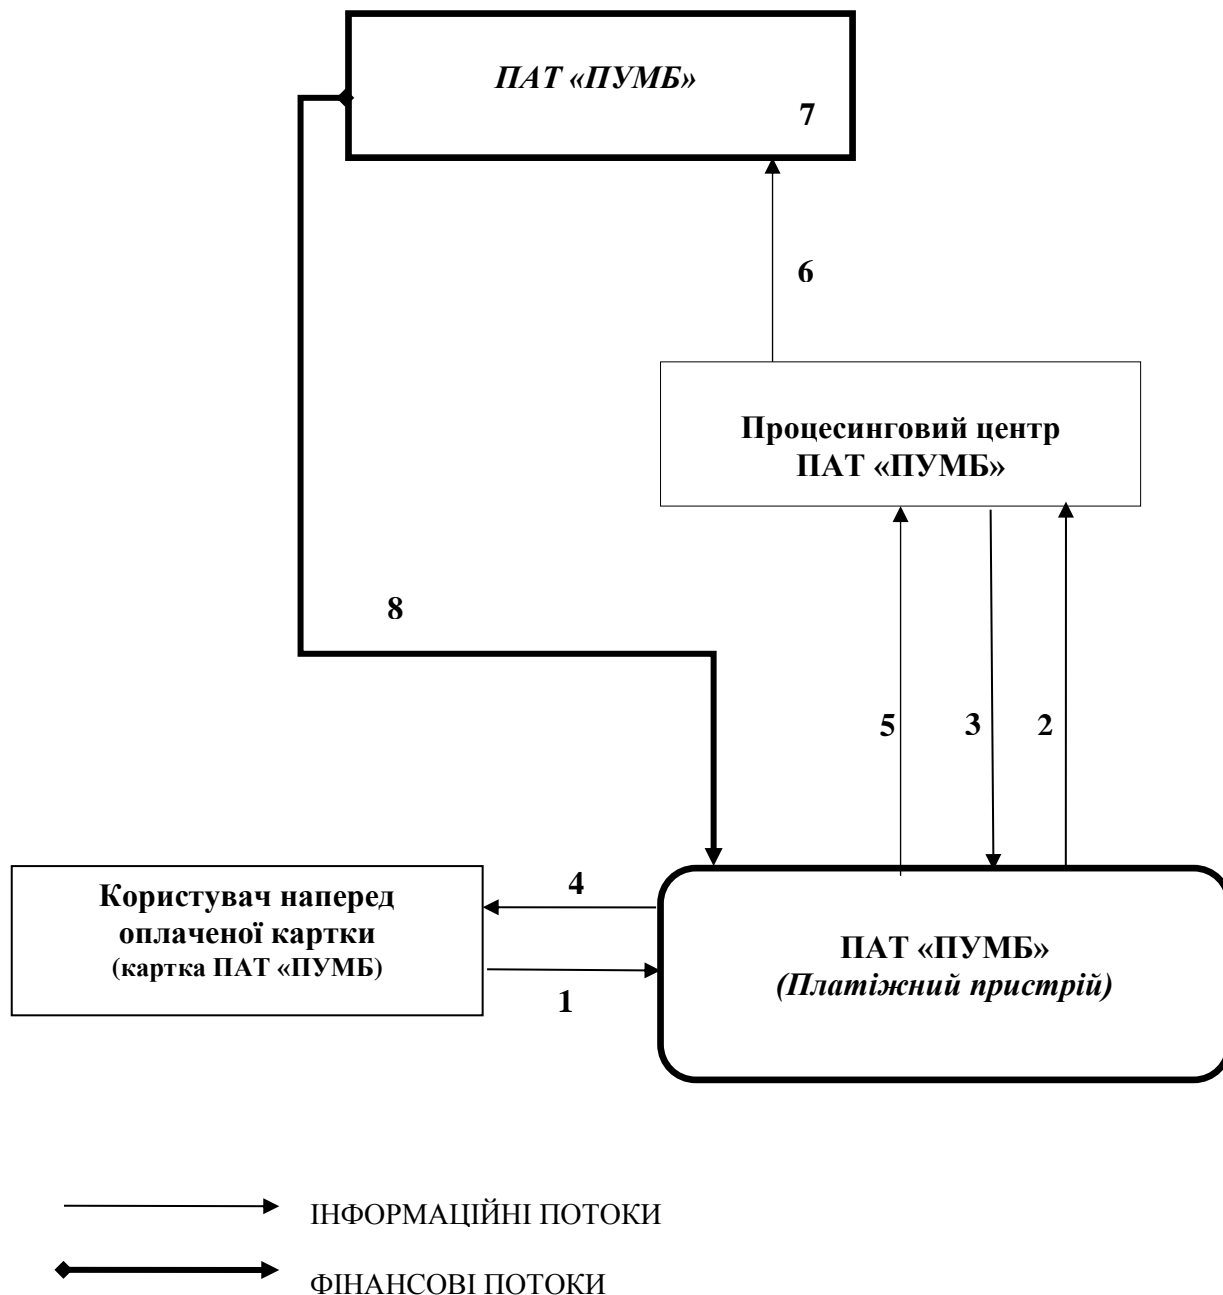 ПАТ «ПУМБ»
7
6
Процесинговий центр
ПАТ «ПУМБ»
8
5
3
2
Користувач наперед
оплаченої картки
(картка ПАТ «ПУМБ)
4
1
ПАТ «ПУМБ»
(Платіжний пристрій)
ІНФОРМАЦІЙНІ ПОТОКИ
ФІНАНСОВІ ПОТОКИ